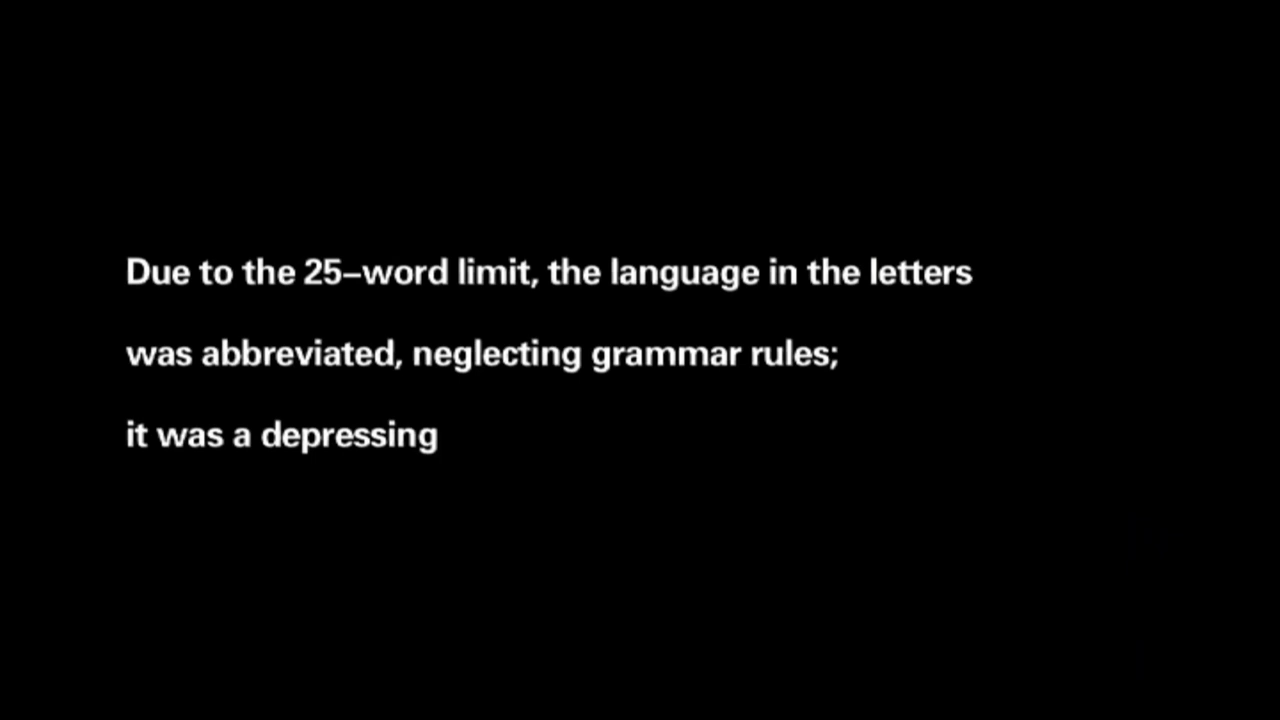 Due to the 25–word limit, the language in the letters
was abbreviated, neglecting grammar rules;
it was a depressing